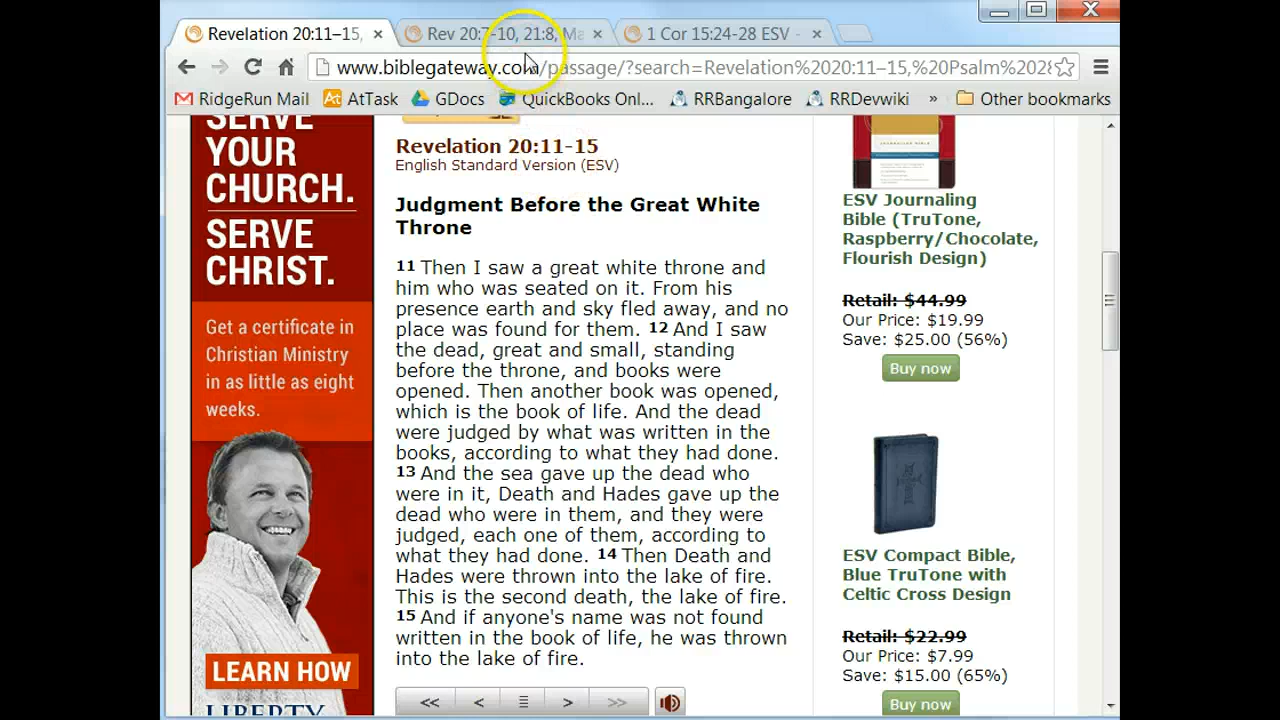 Revelation 20:11–15,
Rev 20:7-10, 21:8, Ma
1 Cor 15:24-28 ESV -
www.biblegateway.com/passage/?search=Revelation%2020:11–15,%20Psalm%2028
RidgeRun Mail
AtTask
GDocs
QuickBooks Onl...
RRBangalore
RRDevwiki
»
Other bookmarks
SERVE
YOUR
CHURCH.
SERVE
CHRIST.
Get a certificate in
Christian Ministry
in as little as eight
weeks.
LEARN HOW
LIBERTY
Revelation 20:11-15
English Standard Version (ESV)
Judgment Before the Great White
Throne
11 Then I saw a great white throne and
him who was seated on it. From his
presence earth and sky fled away, and no
place was found for them. 12 And I saw
the dead, great and small, standing
before the throne, and books were
opened. Then another book was opened,
which is the book of life. And the dead
were judged by what was written in the
books, according to what they had done.
13 And the sea gave up the dead who
were in it, Death and Hades gave up the
dead who were in them, and they were
judged, each one of them, according to
what they had done. 14 Then Death and
Hades were thrown into the lake of fire.
This is the second death, the lake of fire.
15 And if anyone's name was not found
written in the book of life, he was thrown
into the lake of fire.
<< < > >>
ESV Journaling
Bible (TruTone,
Raspberry/Chocolate,
Flourish Design)
Retail: $44.99
Our Price: $19.99
Save: $25.00 (56%)
Buy now
ESV Compact Bible,
Blue TruTone with
Celtic Cross Design
Retail: $22.99
Our Price: $7.99
Save: $15.00 (65%)
Buy now